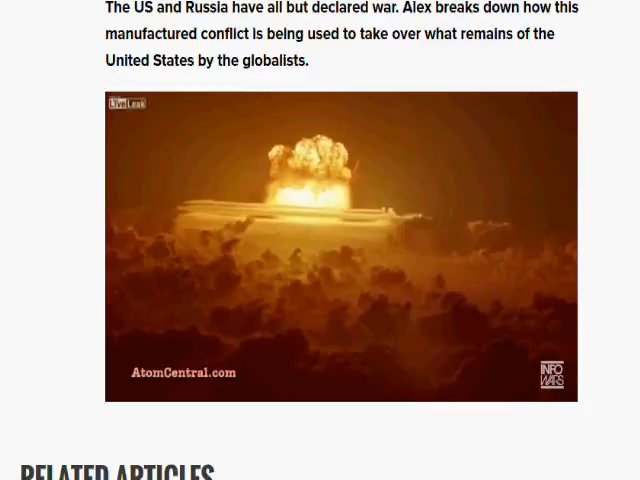 The US and Russia have all but declared war. Alex breaks down how this
manufactured conflict is being used to take over what remains of the
United States by the globalists.
LiveLeak
AtomCentral.com
INFO
WARS
RELATED ARTICLES